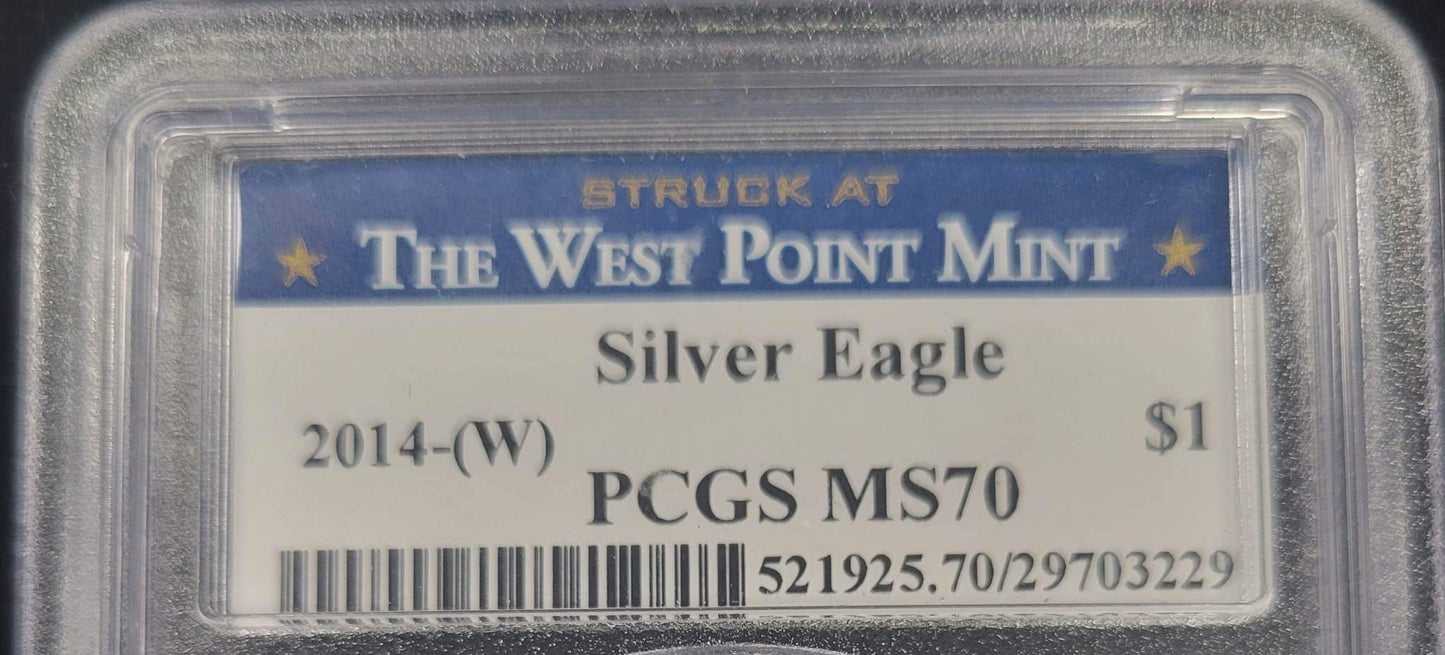 STRUCK AT
THE WEST POINT MINT
Silver Eagle
2014-(W) $1
PCGS MS70
521925.70/29703229